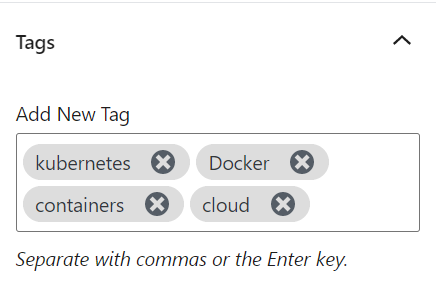 Tags
Add New Tag
kubernetes Docker
containers cloud
Separate with commas or the Enter key.